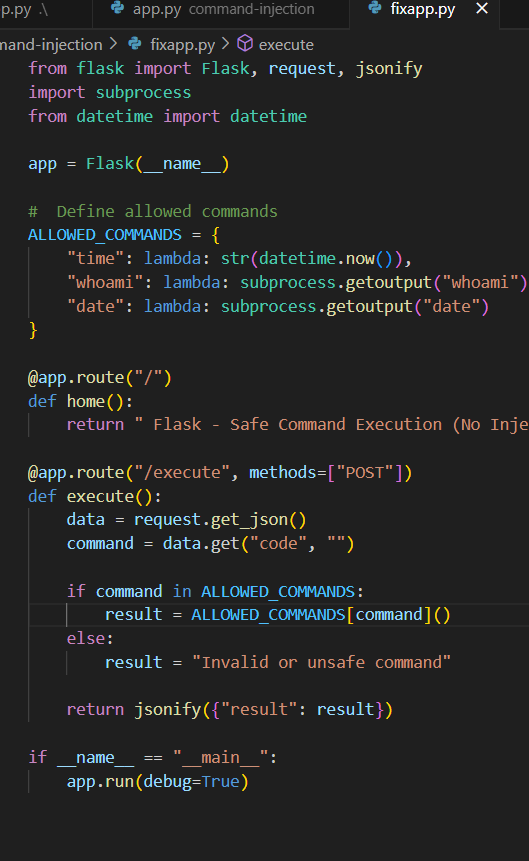 p.py .\ app.py command-injection fixapp.py ×
mand-injection > fixapp.py > execute
from flask import Flask, request, jsonify
import subprocess
from datetime import datetime
app = Flask(__name__)
#  Define allowed commands
ALLOWED_COMMANDS = {
    "time": lambda: str(datetime.now()),
    "whoami": lambda: subprocess.getoutput("whoami")
    "date": lambda: subprocess.getoutput("date")
}
@app.route("/")
def home():
    return " Flask - Safe Command Execution (No Inje
@app.route("/execute", methods=["POST"])
def execute():
    data = request.get_json()
    command = data.get("code", "")
    if command in ALLOWED_COMMANDS:
        result = ALLOWED_COMMANDS[command]()
    else:
        result = "Invalid or unsafe command"
    return jsonify({"result": result})
if __name__ == "__main__":
    app.run(debug=True)